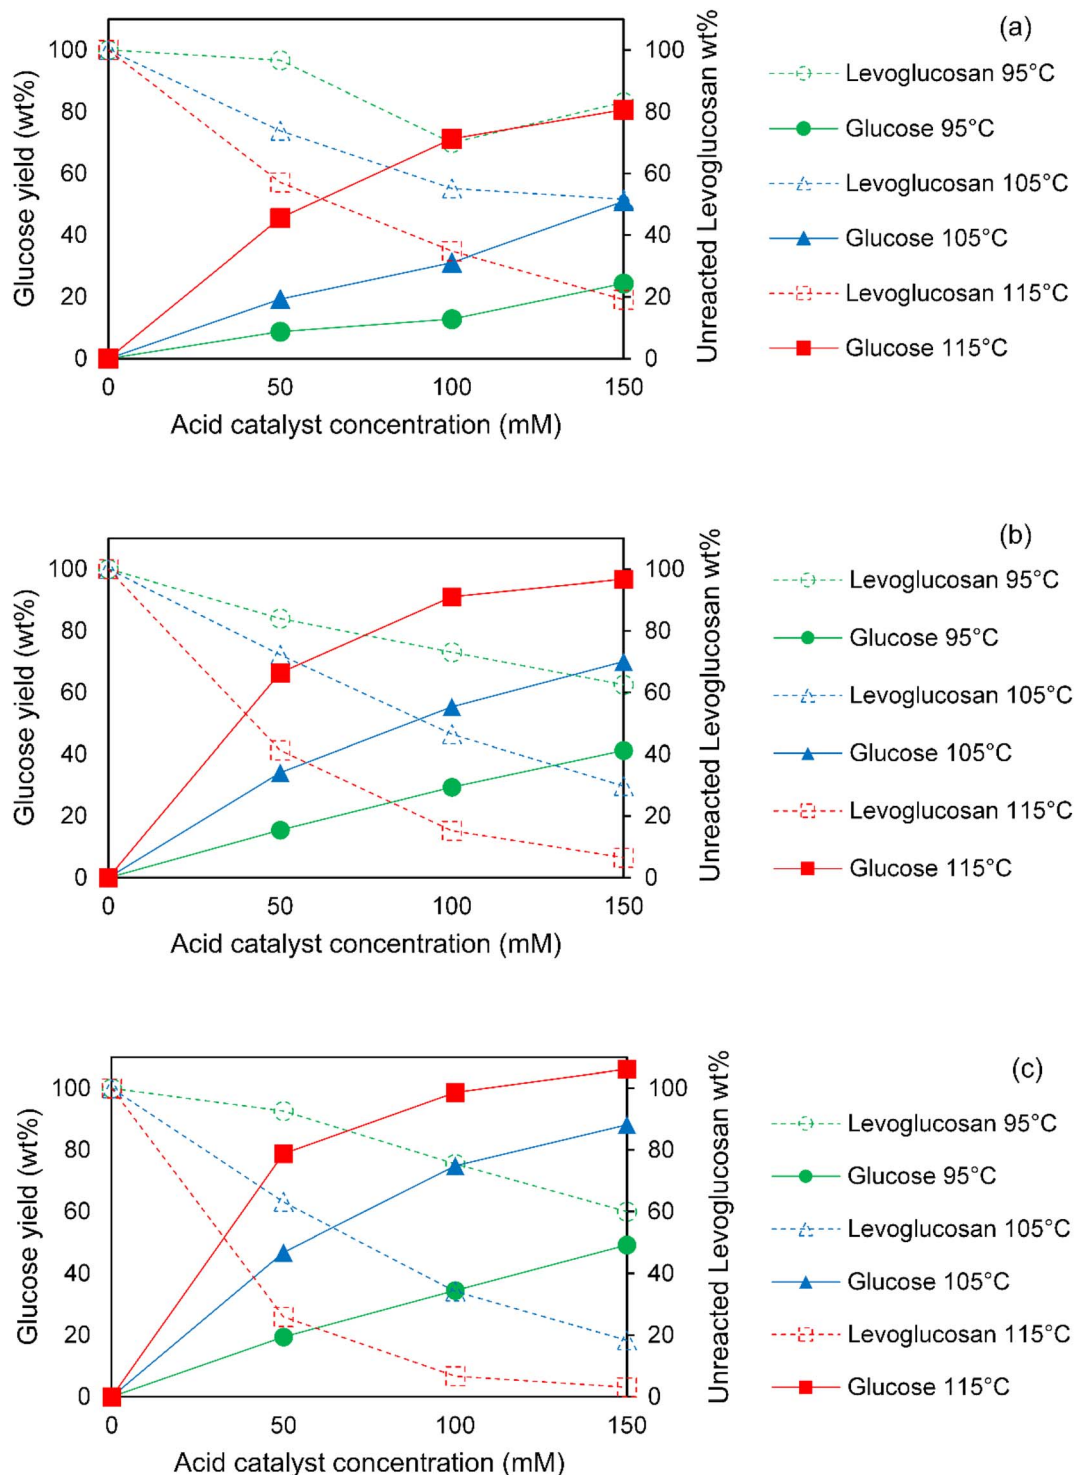 (a)
Glucose yield (wt%)
100
80
60
40
20
0
0
50
100
150
Acid catalyst concentration (mM)
100
80
60
40
20
0
Unreacted Levoglucosan wt%
Levoglucosan 95°C
Glucose 95°C
Levoglucosan 105°C
Glucose 105°C
Levoglucosan 115°C
Glucose 115°C
(b)
Glucose yield (wt%)
100
80
60
40
20
0
0
50
100
150
Acid catalyst concentration (mM)
100
80
60
40
20
0
Unreacted Levoglucosan wt%
Levoglucosan 95°C
Glucose 95°C
Levoglucosan 105°C
Glucose 105°C
Levoglucosan 115°C
Glucose 115°C
(c)
Glucose yield (wt%)
100
80
60
40
20
0
0
50
100
150
Acid catalyst concentration (mM)
100
80
60
40
20
0
Unreacted Levoglucosan wt%
Levoglucosan 95°C
Glucose 95°C
Levoglucosan 105°C
Glucose 105°C
Levoglucosan 115°C
Glucose 115°C